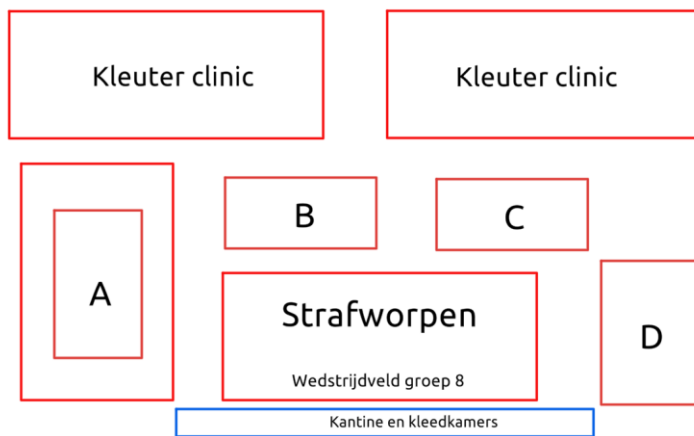 Kleuter clinic
Kleuter clinic
B
C
A
Strafworpen
D
Wedstrijdveld groep 8
Kantine en kleedkamers